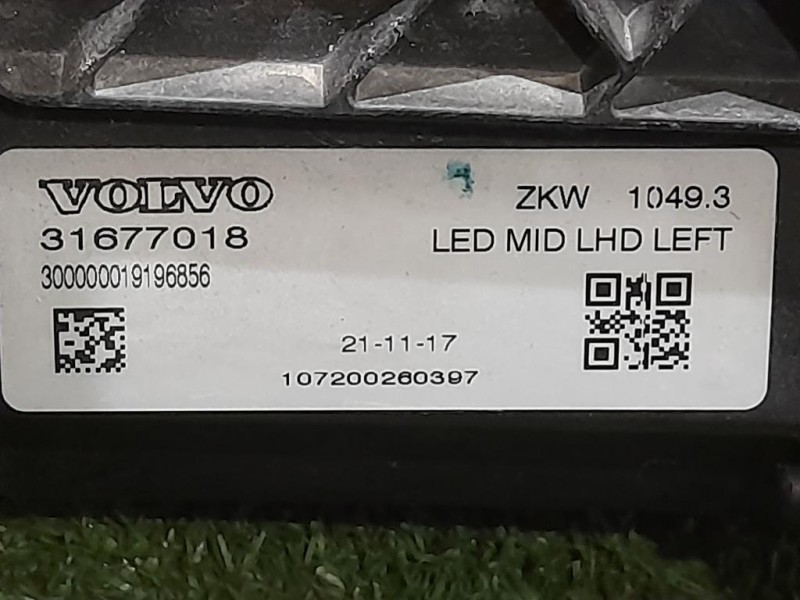 VOLVO
31677018
300000019196856
ZKW 1049.3
LED MID LHD LEFT
21-11-17
107200260397